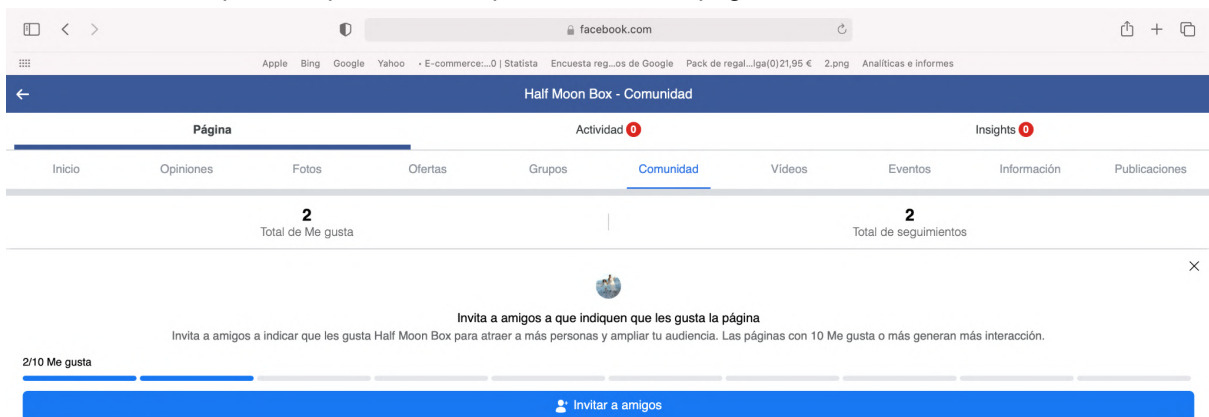 facebook.com
Apple Bing Google Yahoo • E-commerce:...0 | Statista Encuesta reg...os de Google Pack de regal...lga(0)21,95 € 2.png Analíticas e informes
Half Moon Box - Comunidad
Página Actividad 0 Insights 0
Inicio Opiniones Fotos Ofertas Grupos Comunidad Vídeos Eventos Información Publicaciones
2 2
Total de Me gusta Total de seguimientos
Invita a amigos a que indiquen que les gusta la página
Invita a amigos a indicar que les gusta Half Moon Box para atraer a más personas y ampliar tu audiencia. Las páginas con 10 Me gusta o más generan más interacción.
2/10 Me gusta
Invitar a amigos